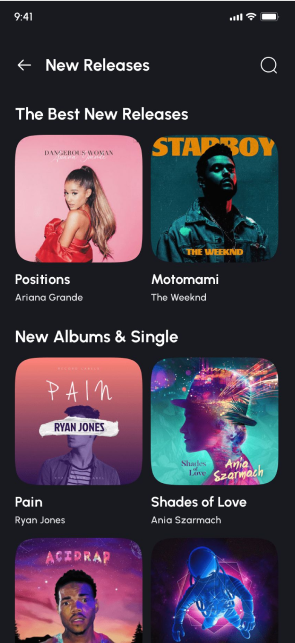 9:41
New Releases
The Best New Releases
DANGEROUS WOMAN
STARBOY
THE WEEKND
Positions
Motomami
Ariana Grande
The Weeknd
New Albums & Single
PAIN
RYAN JONES
Shades
of Love
Ania
Szarmach
Pain
Shades of Love
Ryan Jones
Ania Szarmach
ACIDRAP